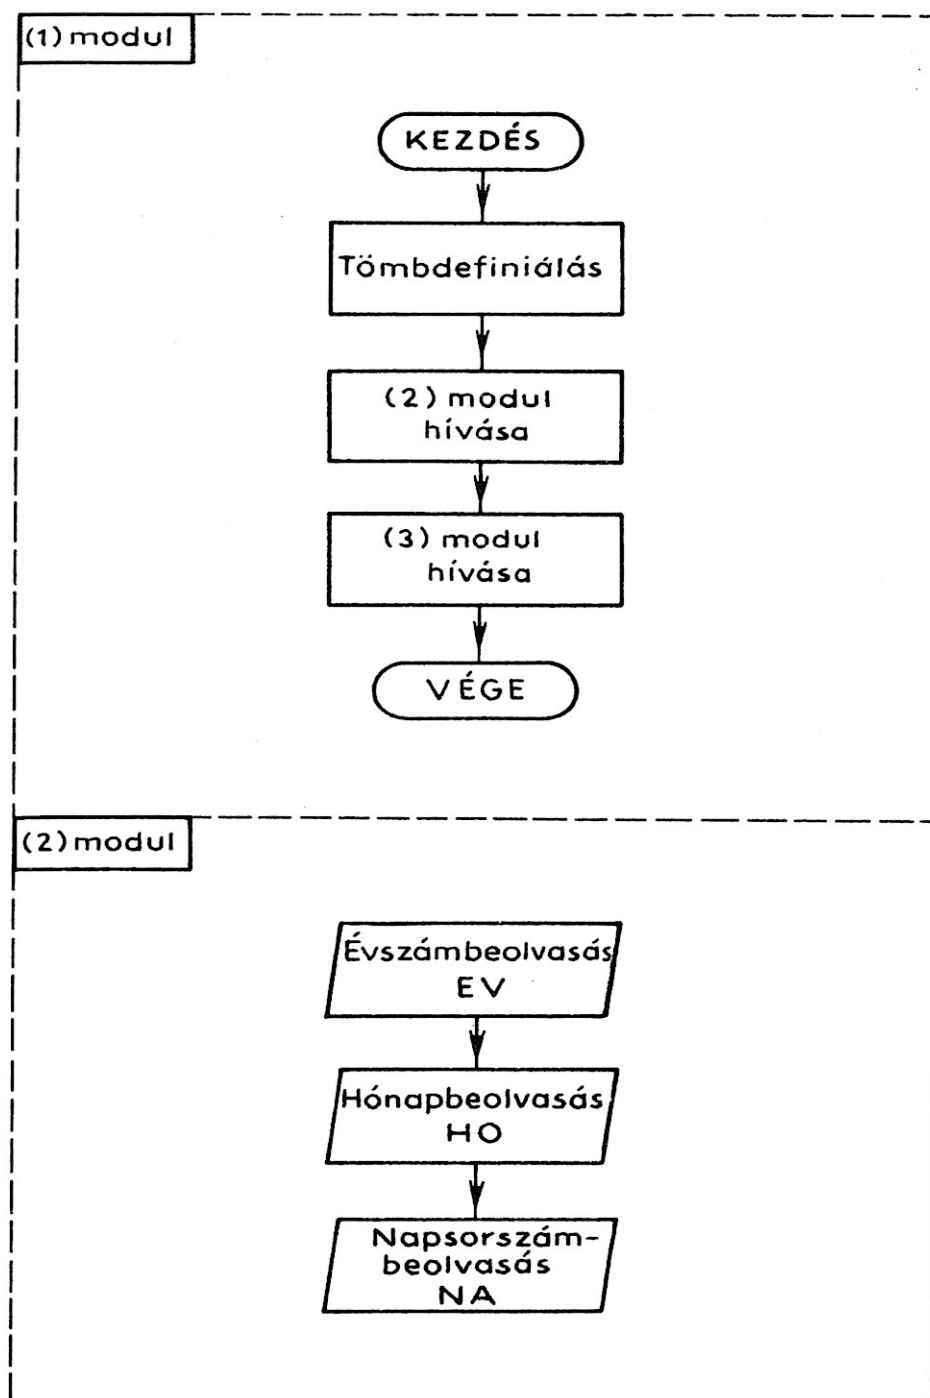 (1) modul
KEZDÉS
Tömbdefiniálás
(2) modul
hívása
(3) modul
hívása
VÉGE
(2) modul
Évszámbeolvasás
EV
Hónapbeolvasás
HO
Napsorszám-
beolvasás
NA